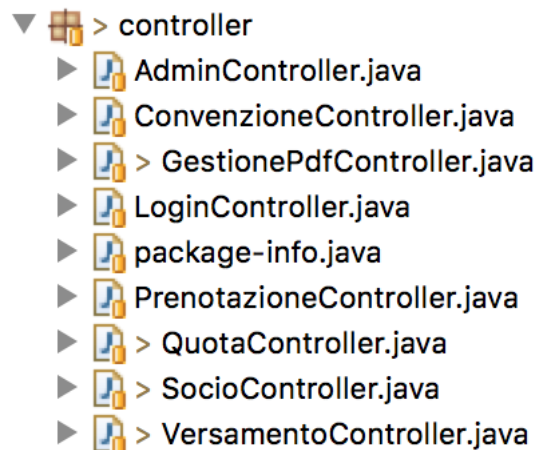 > controller
AdminController.java
ConvenzioneController.java
> GestionePdfController.java
LoginController.java
package-info.java
PrenotazioneController.java
> QuotaController.java
> SocioController.java
> VersamentoController.java